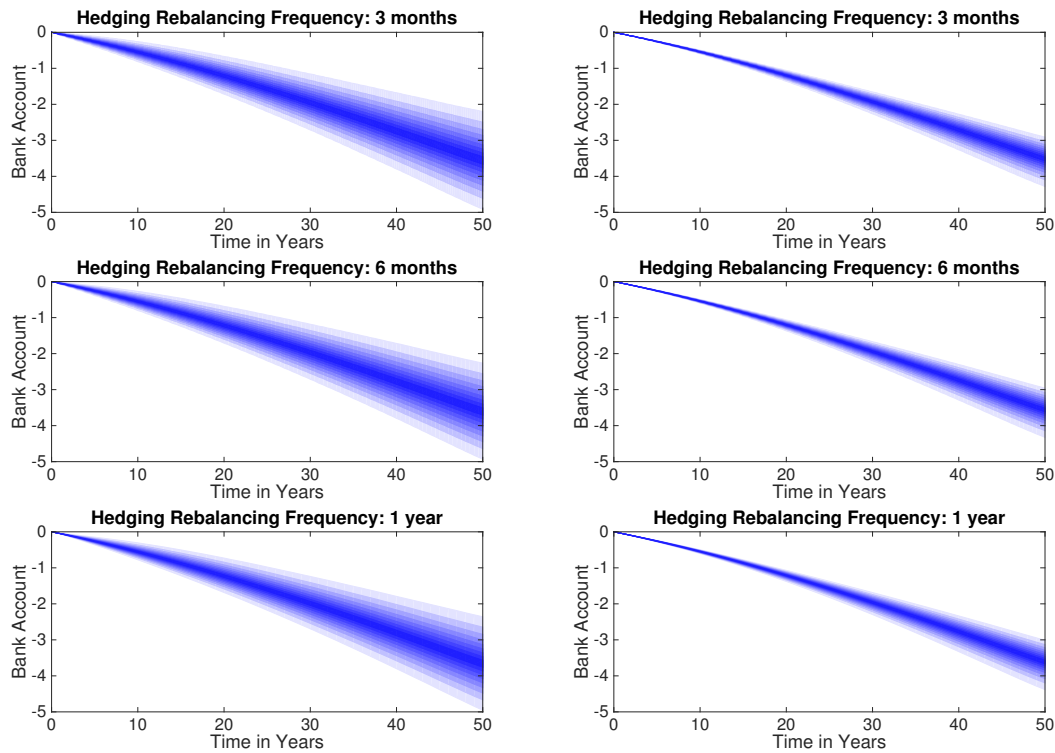 Hedging Rebalancing Frequency: 3 months
0
-1
-2
-3
-4
-5
Bank Account
0 10 20 30 40 50
Time in Years
Hedging Rebalancing Frequency: 3 months
0
-1
-2
-3
-4
-5
Bank Account
0 10 20 30 40 50
Time in Years
Hedging Rebalancing Frequency: 6 months
0
-1
-2
-3
-4
-5
Bank Account
0 10 20 30 40 50
Time in Years
Hedging Rebalancing Frequency: 6 months
0
-1
-2
-3
-4
-5
Bank Account
0 10 20 30 40 50
Time in Years
Hedging Rebalancing Frequency: 1 year
0
-1
-2
-3
-4
-5
Bank Account
0 10 20 30 40 50
Time in Years
Hedging Rebalancing Frequency: 1 year
0
-1
-2
-3
-4
-5
Bank Account
0 10 20 30 40 50
Time in Years